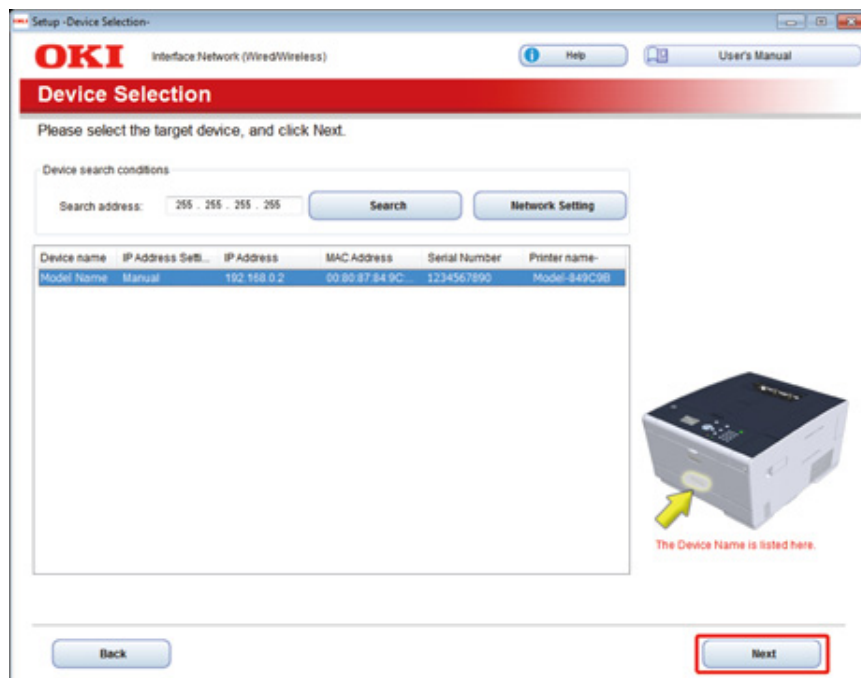 Setup -Device Selection-
OKI Interface:Network (Wired/Wireless) Help User's Manual
Device Selection
Please select the target device, and click Next.
Device search conditions
Search address: 255 . 255 . 255 . 255 Search Network Setting
Device name IP Address Setti... IP Address MAC Address Serial Number Printer name-
Model Name Manual 192.168.0.2 00:80:87:84:9C... 1234567890 Model-849C9B
The Device Name is listed here.
Back Next